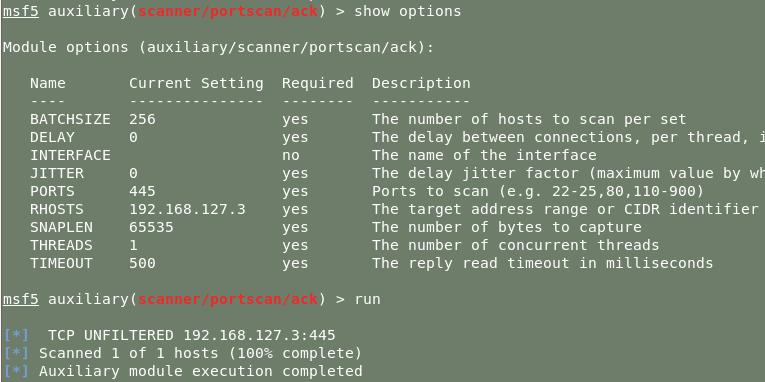 msf5 auxiliary(scanner/portscan/ack) > show options
Module options (auxiliary/scanner/portscan/ack):
Name Current Setting Required Description
---- --------------- -------- -----------
BATCHSIZE 256 yes The number of hosts to scan per set
DELAY 0 yes The delay between connections, per thread, i
INTERFACE no The name of the interface
JITTER 0 yes The delay jitter factor (maximum value by wh
PORTS 445 yes Ports to scan (e.g. 22-25,80,110-900)
RHOSTS 192.168.127.3 yes The target address range or CIDR identifier
SNAPLEN 65535 yes The number of bytes to capture
THREADS 1 yes The number of concurrent threads
TIMEOUT 500 yes The reply read timeout in milliseconds
msf5 auxiliary(scanner/portscan/ack) > run
[*] TCP UNFILTERED 192.168.127.3:445
[*] Scanned 1 of 1 hosts (100% complete)
[*] Auxiliary module execution completed